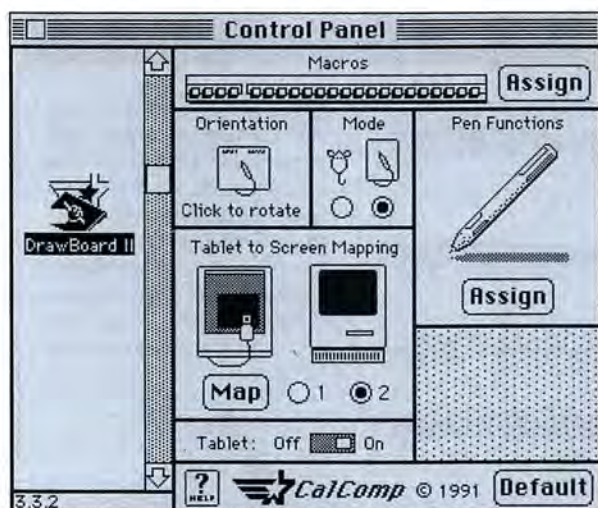 Control Panel
Macros
Assign
Orientation
Click to rotate
Mode
Pen Functions
Assign
DrawBoard II
Tablet to Screen Mapping
Map 1 2
Tablet: Off On
? HELP CalComp © 1991 Default
3.3.2